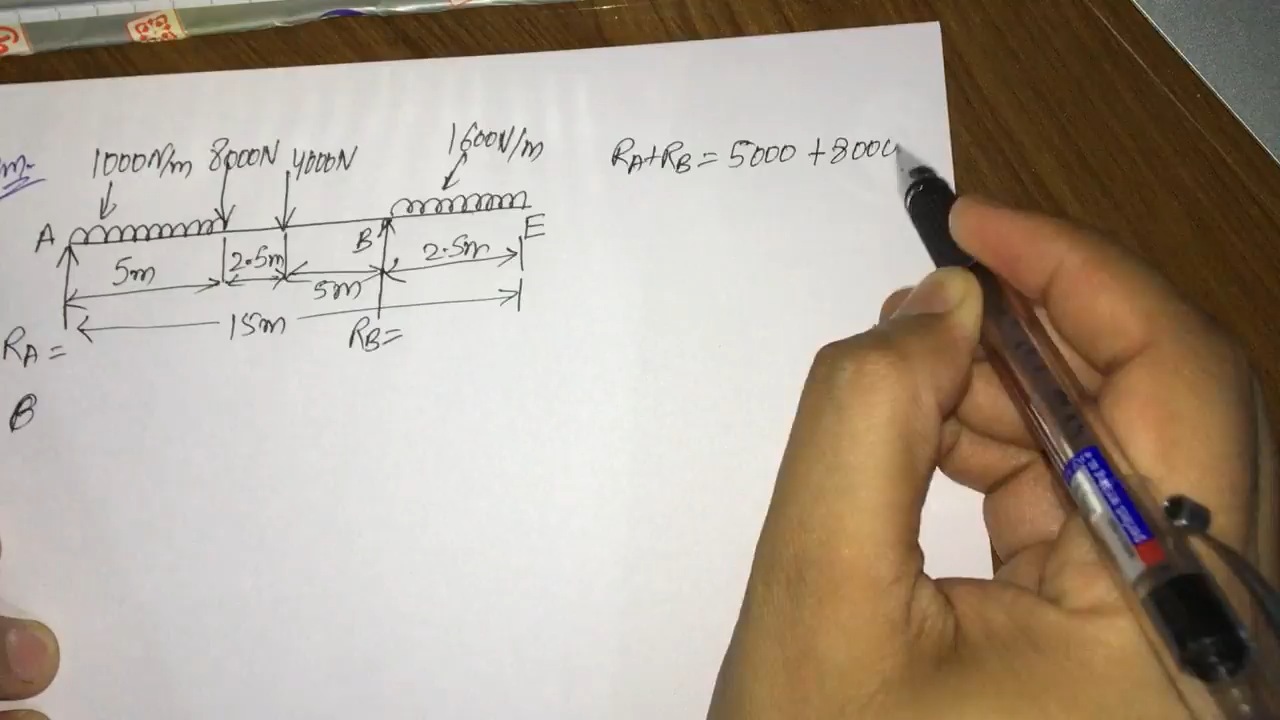 m.
1000N/m 8000N 4000N 1600N/m
RA+RB = 5000 + 8000
A B E
5m 2.5m 5m 2.5m
15m
RA = RB=
B